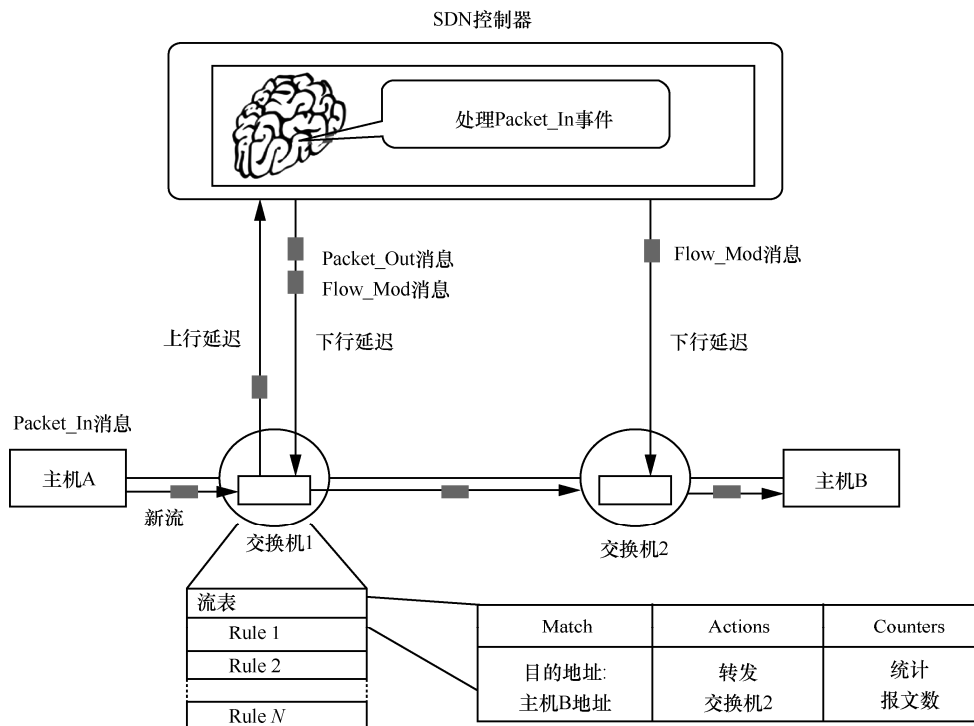 SDN控制器
处理Packet_In事件
Packet_Out消息
Flow_Mod消息
Flow_Mod消息
上行延迟
下行延迟
下行延迟
Packet_In消息
主机A
主机B
新流
交换机1
交换机2
流表
Rule 1
Rule 2
Rule N
Match
Actions
Counters
目的地址:
主机B地址
转发
交换机2
统计
报文数